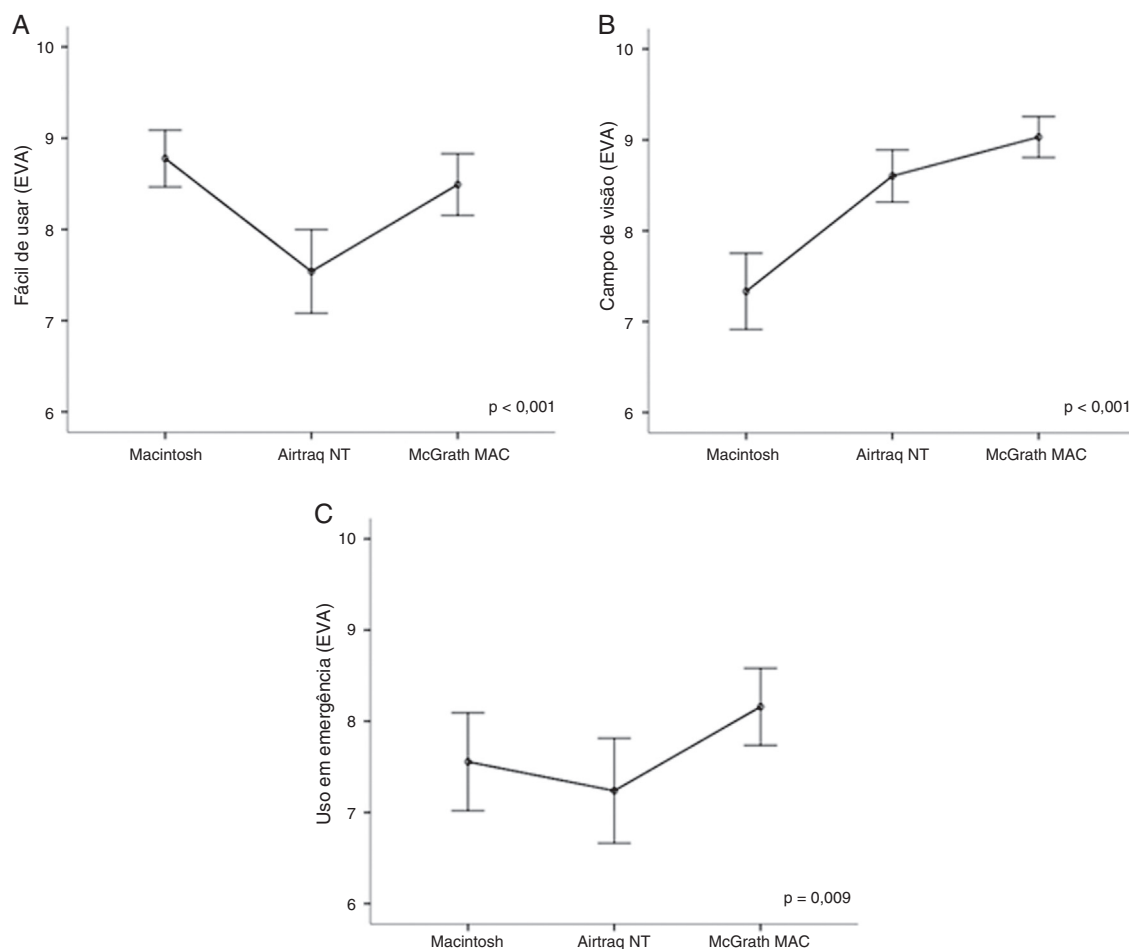 A
Fácil de usar (EVA)
10
9
8
7
6
p < 0,001
Macintosh Airtraq NT McGrath MAC
B
Campo de visão (EVA)
10
9
8
7
6
p < 0,001
Macintosh Airtraq NT McGrath MAC
C
Uso em emergência (EVA)
10
9
8
7
6
p = 0,009
Macintosh Airtraq NT McGrath MAC